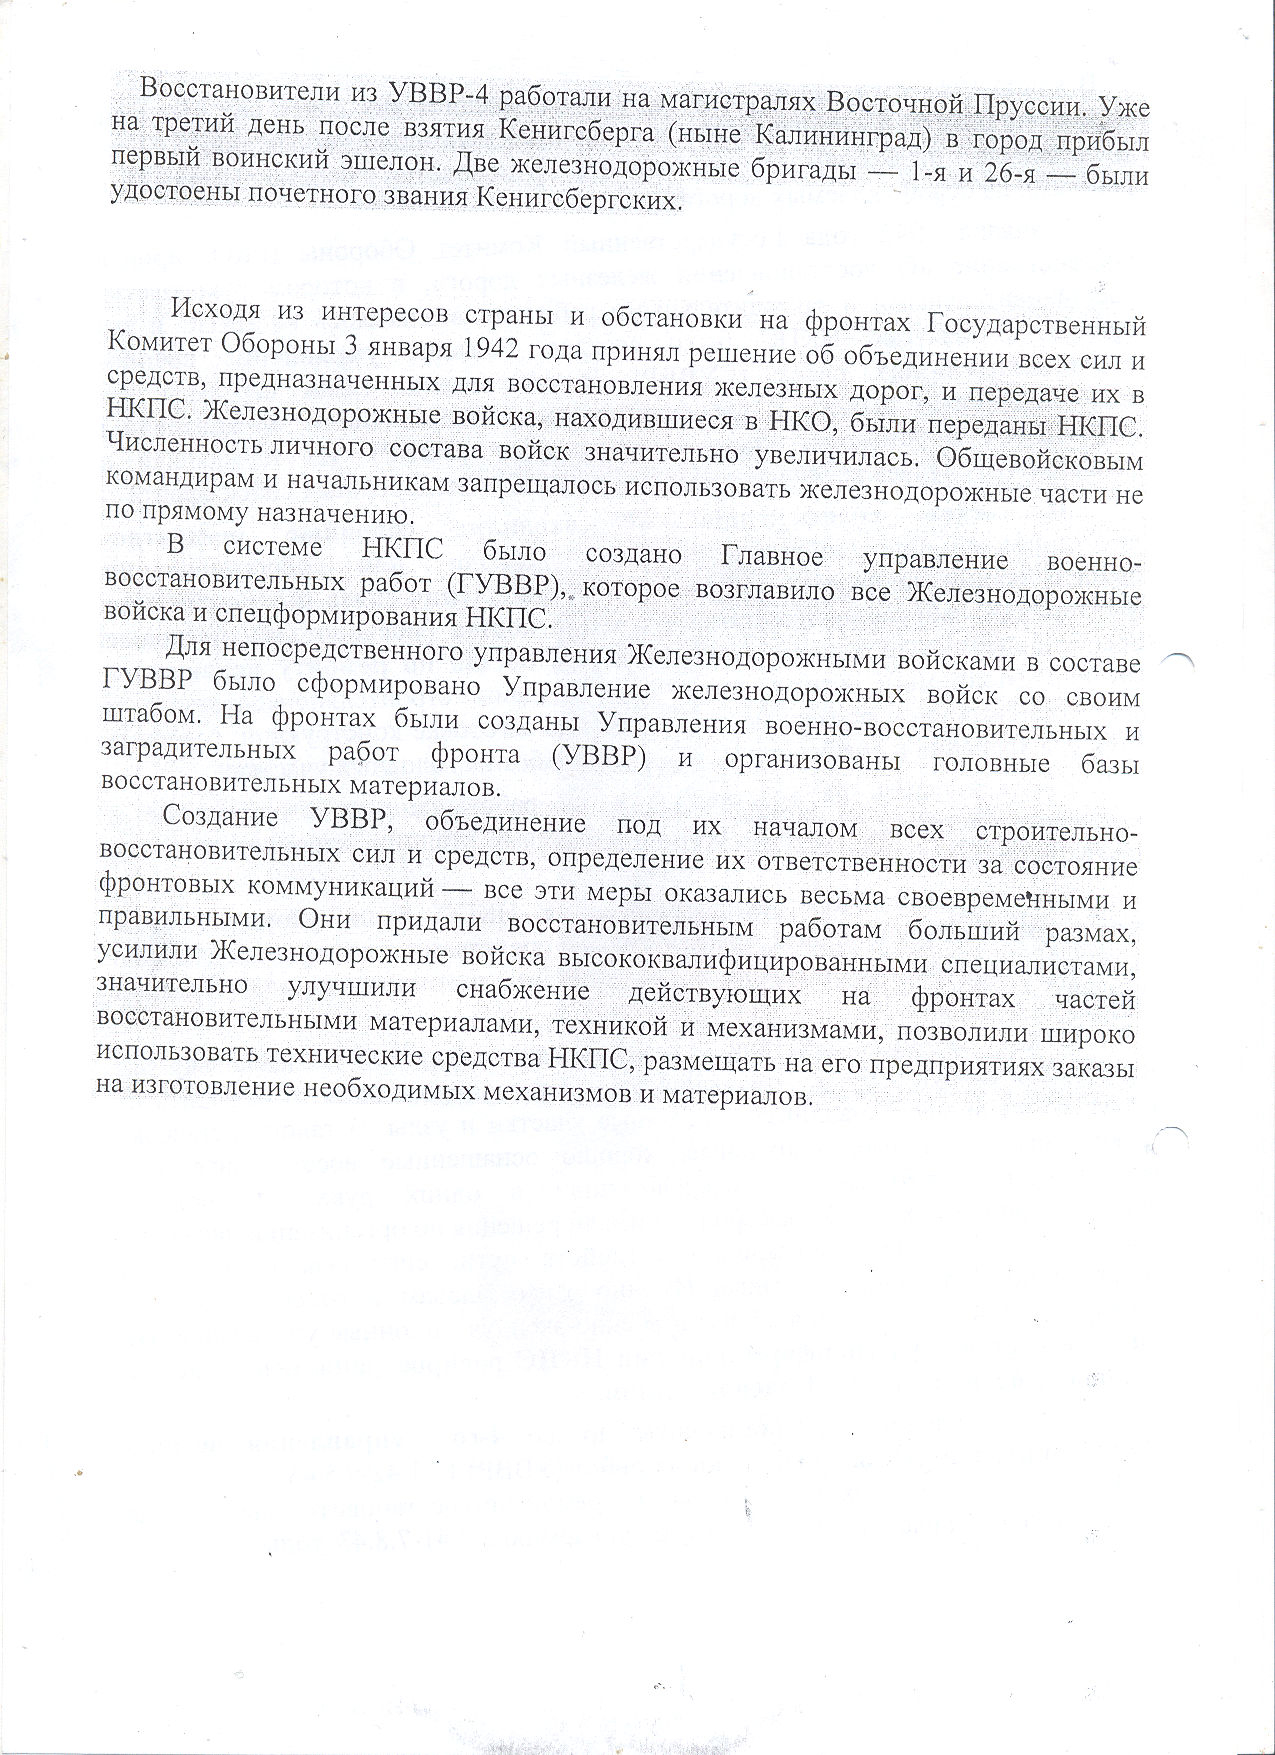 Восстановители из УВВР-4 работали на магистралях Восточной Пруссии. Уже
на третий день после взятия Кенигсберга (ныне Калининград) в город прибыл
первый воинский эшелон. Две железнодорожные бригады — 1-я и 26-я — были
удостоены почетного звания Кенигсбергских.
Исходя из интересов страны и обстановки на фронтах Государственный
Комитет Обороны 3 января 1942 года принял решение об объединении всех сил и
средств, предназначенных для восстановления железных дорог, и передаче их в
НКПС. Железнодорожные войска, находившиеся в НКО, были переданы НКПС.
Численность личного состава войск значительно увеличилась. Общевойсковым
командирам и начальникам запрещалось использовать железнодорожные части не
по прямому назначению.
В системе НКПС было создано Главное управление военно-
восстановительных работ (ГУВВР), которое возглавило все Железнодорожные
войска и спецформирования НКПС.
Для непосредственного управления Железнодорожными войсками в составе
ГУВВР было сформировано Управление железнодорожных войск со своим
штабом. На фронтах были созданы Управления военно-восстановительных и
заградительных работ фронта (УВВР) и организованы головные базы
восстановительных материалов.
Создание УВВР, объединение под их началом всех строительно-
восстановительных сил и средств, определение их ответственности за состояние
фронтовых коммуникаций — все эти меры оказались весьма своевременными и
правильными. Они придали восстановительным работам больший размах,
усилили Железнодорожные войска высококвалифицированными специалистами,
значительно улучшили снабжение действующих на фронтах частей
восстановительными материалами, техникой и механизмами, позволили широко
использовать технические средства НКПС, размещать на его предприятиях заказы
на изготовление необходимых механизмов и материалов.